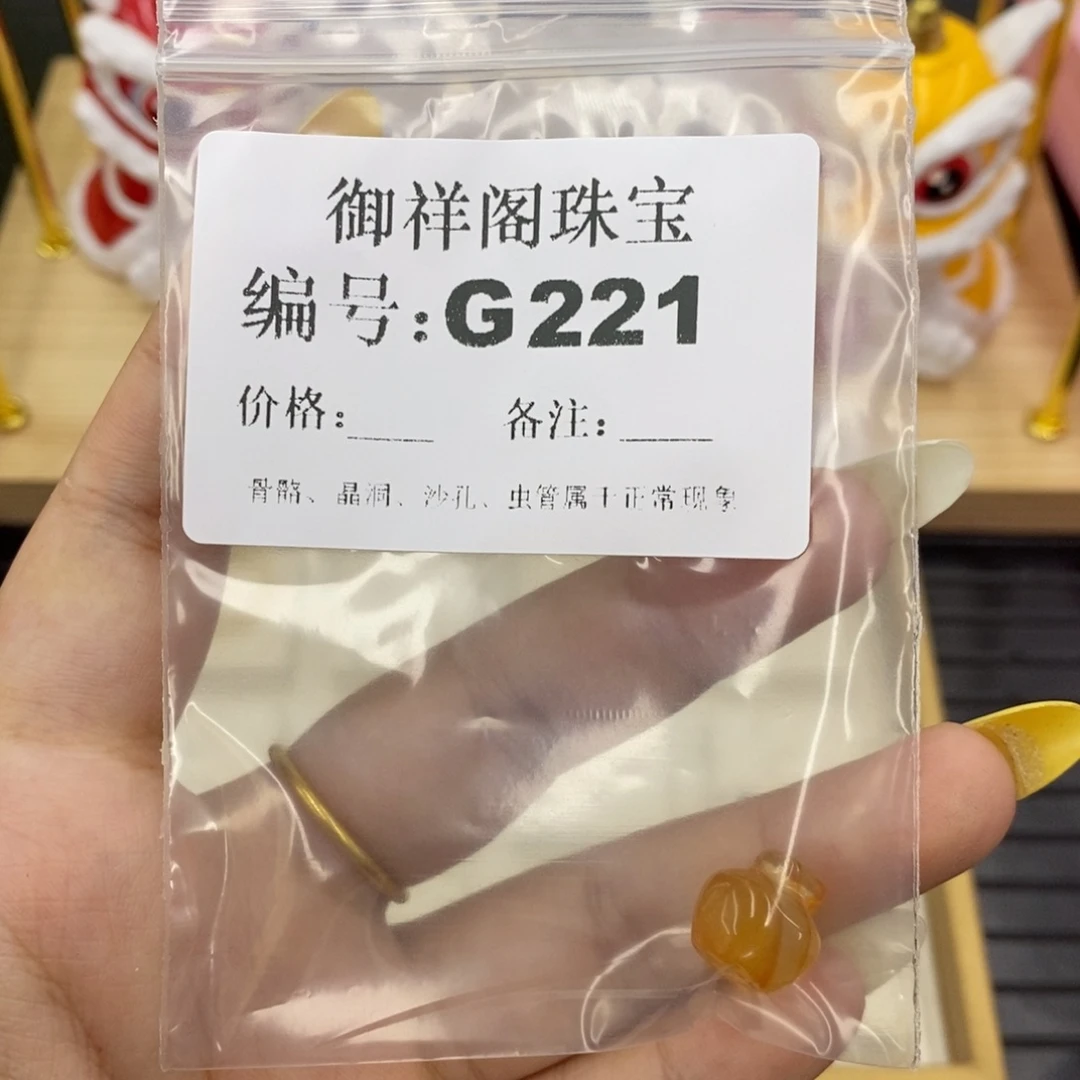 御祥阁珠宝
编号:G221
价格:____ 备注:____
骨骼、晶洞、沙孔、虫管属于正常现象